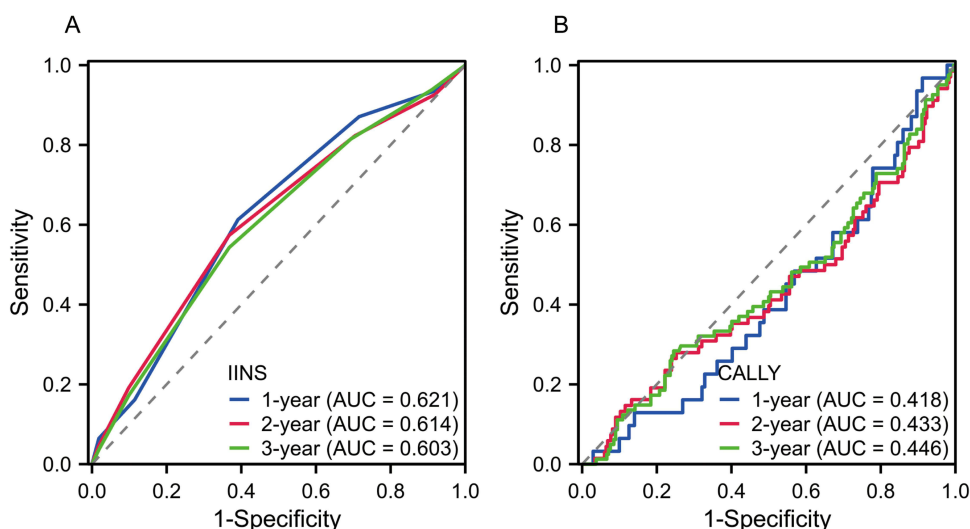 A
Sensitivity
1.0
0.8
0.6
0.4
0.2
0.0
IINS
1-year (AUC = 0.621)
2-year (AUC = 0.614)
3-year (AUC = 0.603)
0.0 0.2 0.4 0.6 0.8 1.0
1-Specificity
B
Sensitivity
1.0
0.8
0.6
0.4
0.2
0.0
CALLY
1-year (AUC = 0.418)
2-year (AUC = 0.433)
3-year (AUC = 0.446)
0.0 0.2 0.4 0.6 0.8 1.0
1-Specificity